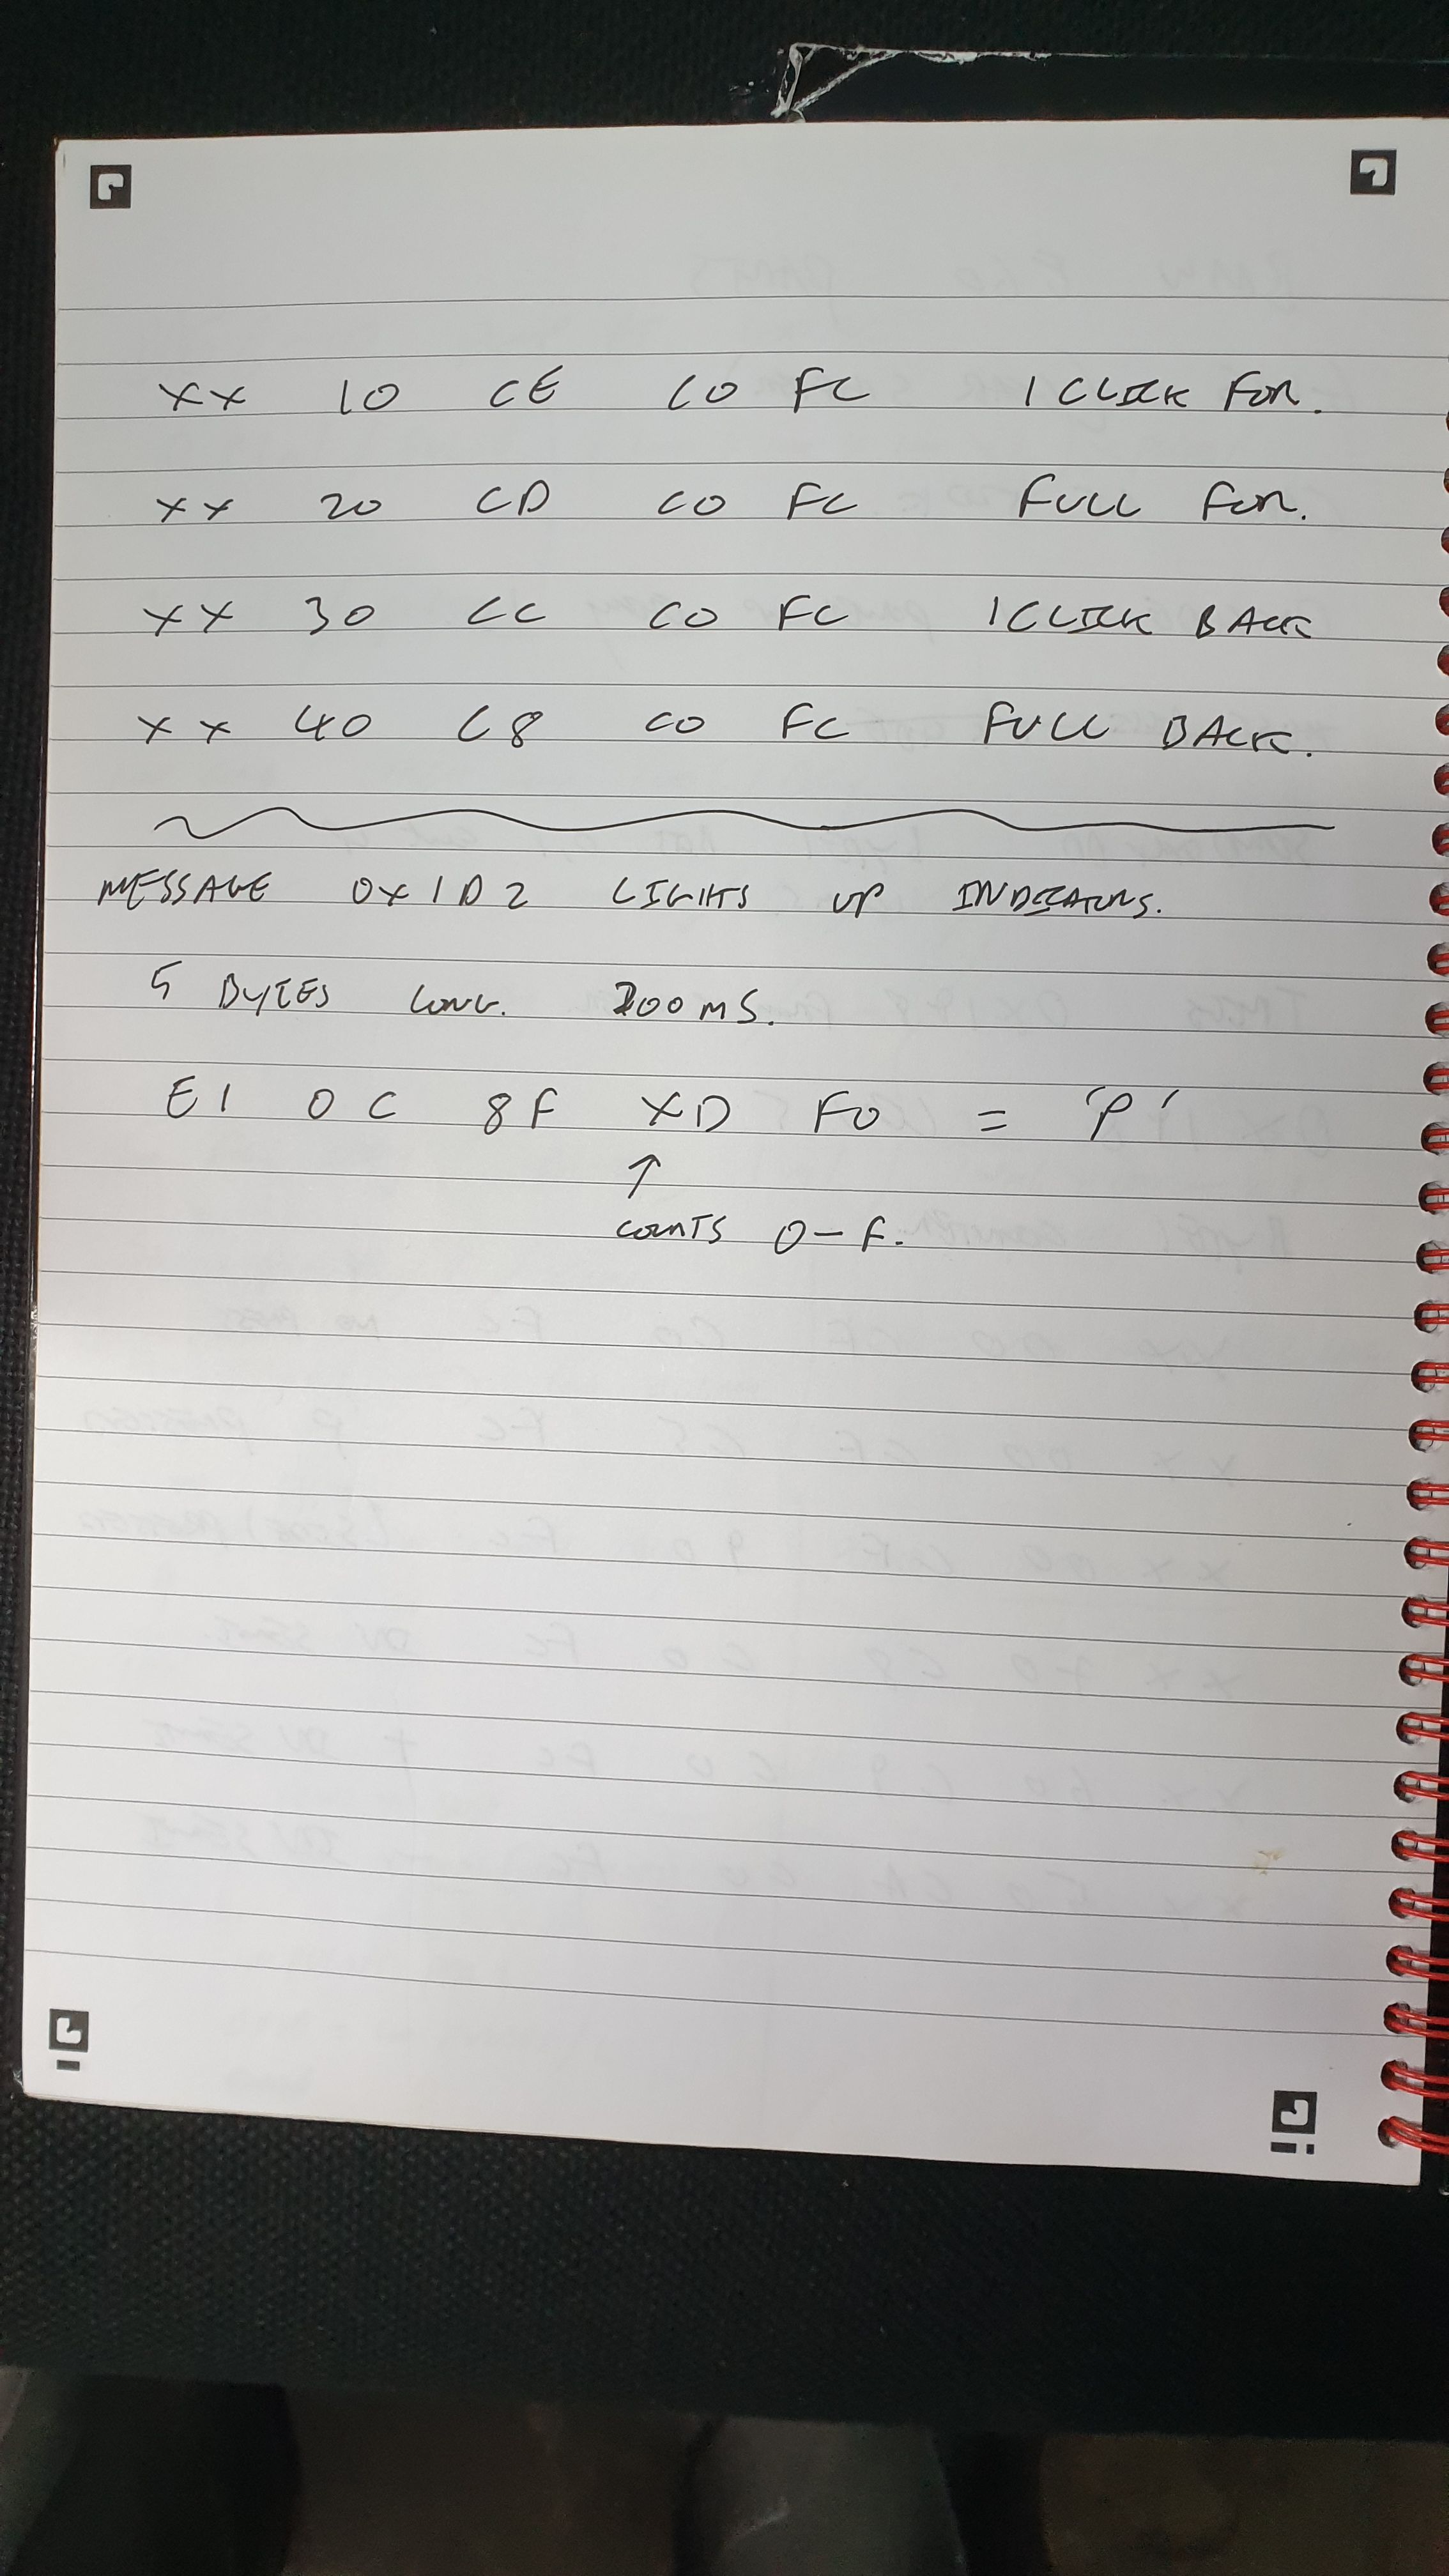 XX 10 CE C0 FC 1 CLICK FOR.
XX 20 CD C0 FC FULL FOR.
XX 30 CC C0 FC 1 CLICK BACK
XX 40 C8 C0 FC FULL BACK.
MESSAGE 0x1D2 LIGHTS UP INDICATORS.
5 BYTES LONG. 200mS.
E1 0C 8F XD F0 = 'P'
↑
COUNTS 0-F.